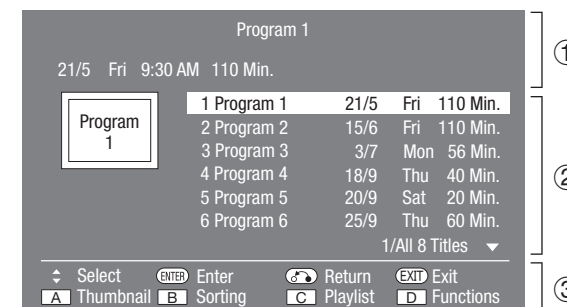 Program 1
21/5 Fri 9:30 AM 110 Min.
Program
1
1 Program 1 21/5 Fri 110 Min.
2 Program 2 15/6 Fri 110 Min.
3 Program 3 3/7 Mon 56 Min.
4 Program 4 18/9 Thu 40 Min.
5 Program 5 20/9 Sat 20 Min.
6 Program 6 25/9 Thu 60 Min.
1/All 8 Titles
Select ENTER Enter Return EXIT Exit
A Thumbnail B Sorting C Playlist D Functions
①
②
③